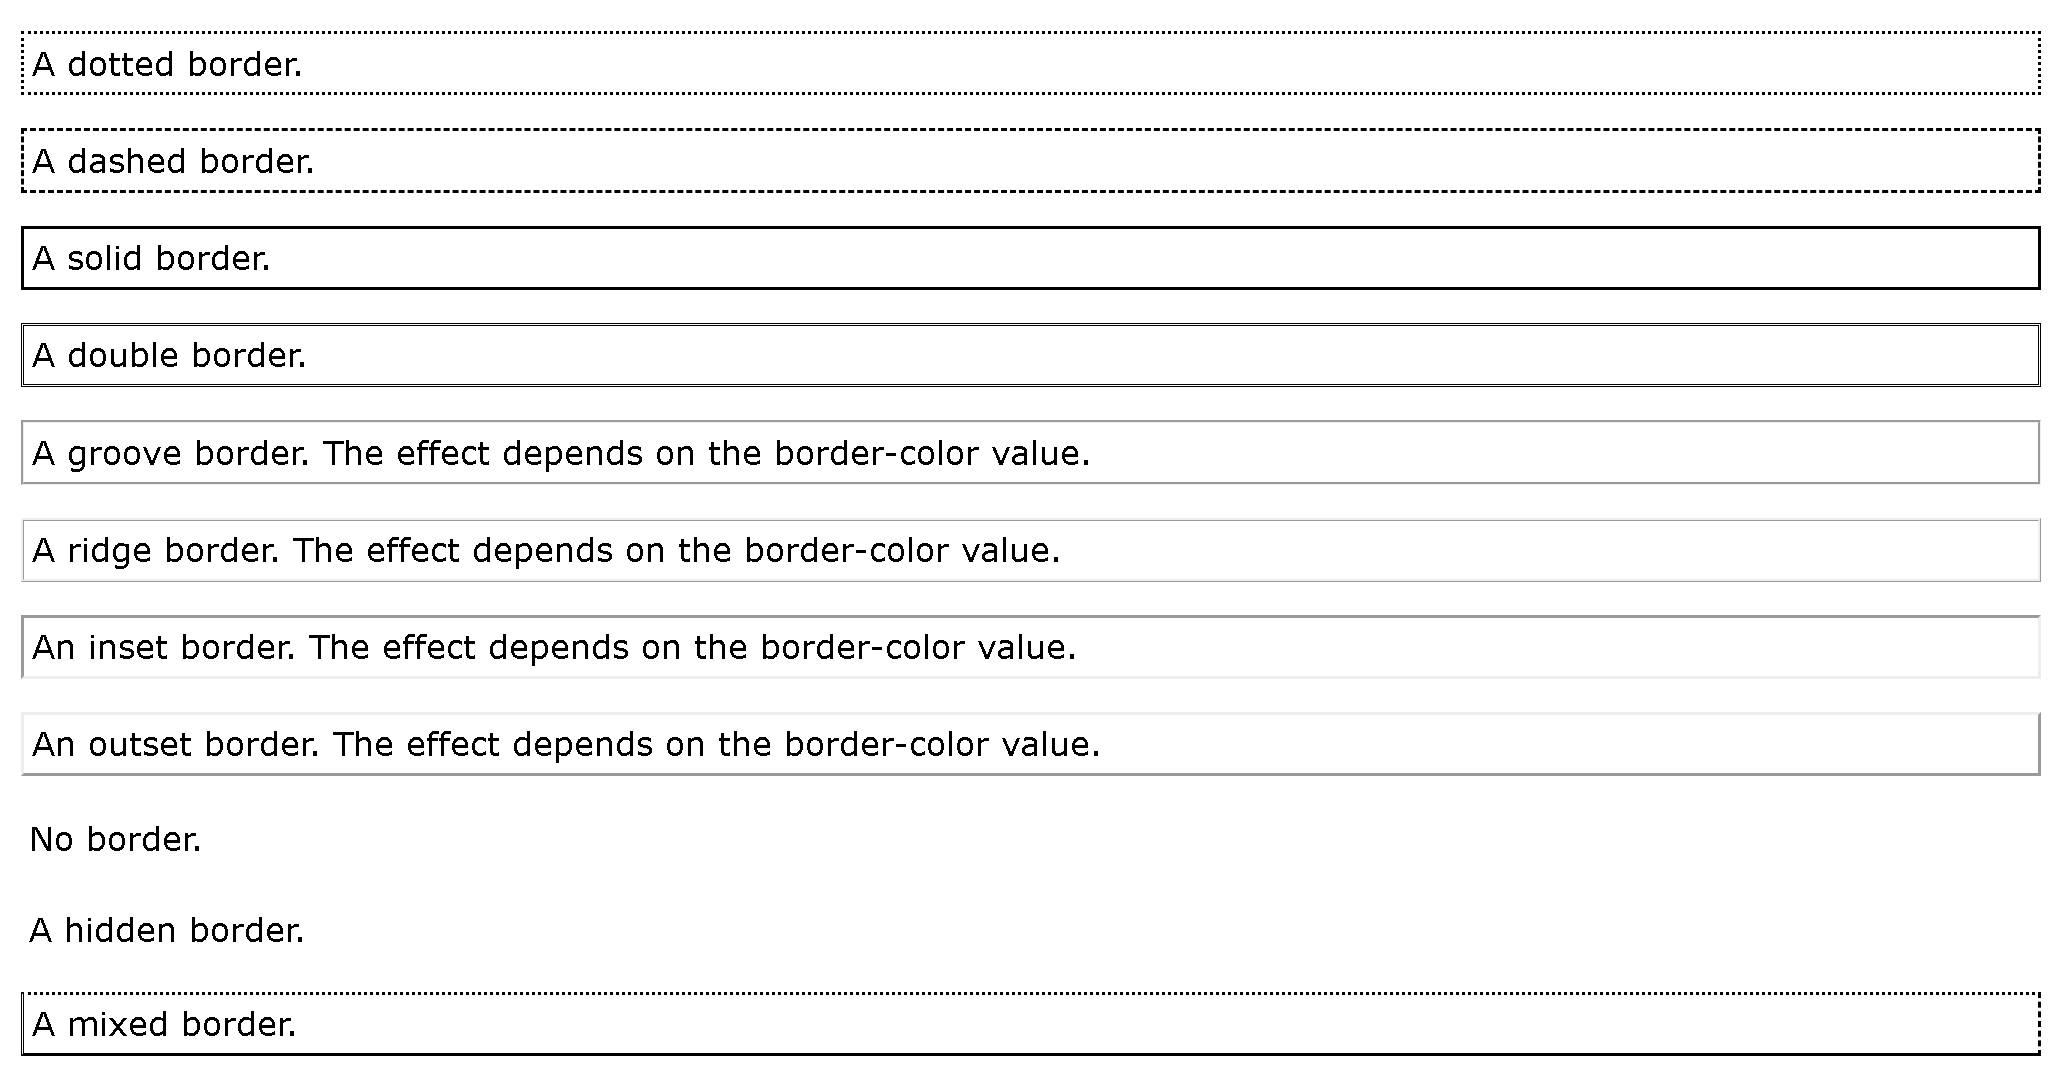 A dotted border.
A dashed border.
A solid border.
A double border.
A groove border. The effect depends on the border-color value.
A ridge border. The effect depends on the border-color value.
An inset border. The effect depends on the border-color value.
An outset border. The effect depends on the border-color value.
No border.
A hidden border.
A mixed border.